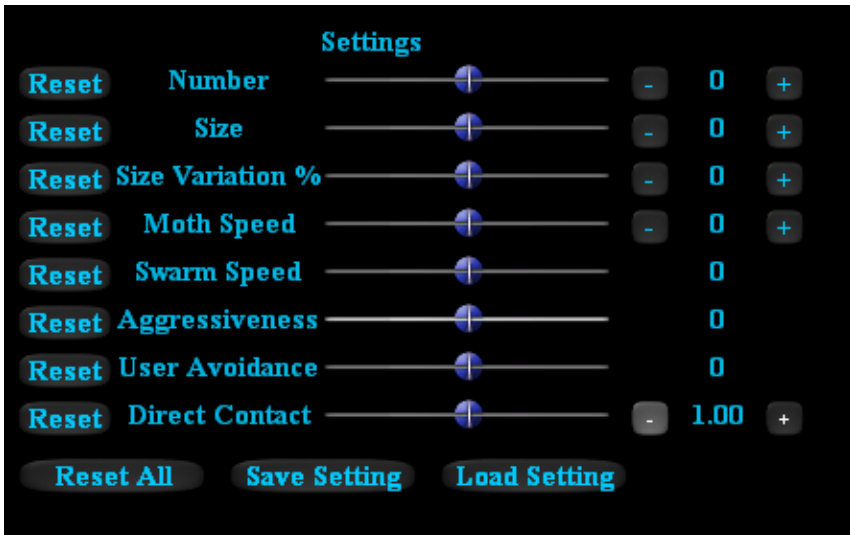 Settings
Reset Number - 0 +
Reset Size - 0 +
Reset Size Variation % - 0 +
Reset Moth Speed - 0 +
Reset Swarm Speed 0
Reset Aggressiveness 0
Reset User Avoidance 0
Reset Direct Contact - 1.00 +
Reset All Save Setting Load Setting